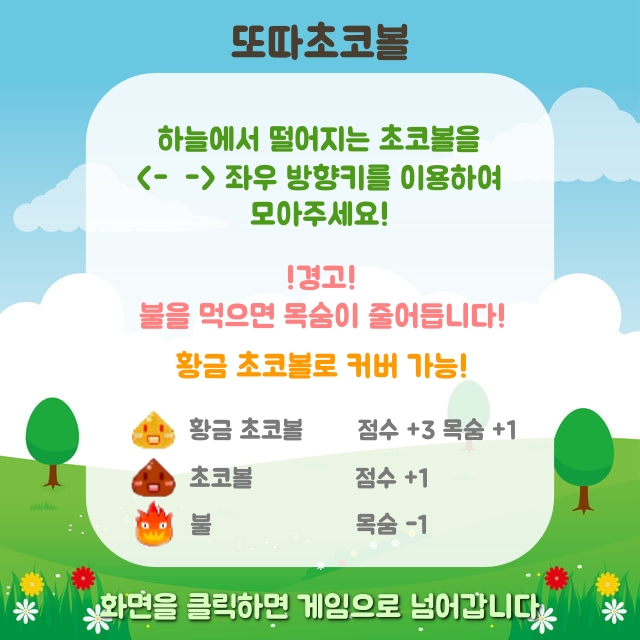 또따초코볼
하늘에서 떨어지는 초코볼을
<- -> 좌우 방향키를 이용하여
모아주세요!
!경고!
불을 먹으면 목숨이 줄어듭니다!
황금 초코볼로 커버 가능!
황금 초코볼 점수 +3 목숨 +1
초코볼 점수 +1
불 목숨 -1
화면을 클릭하면 게임으로 넘어갑니다.